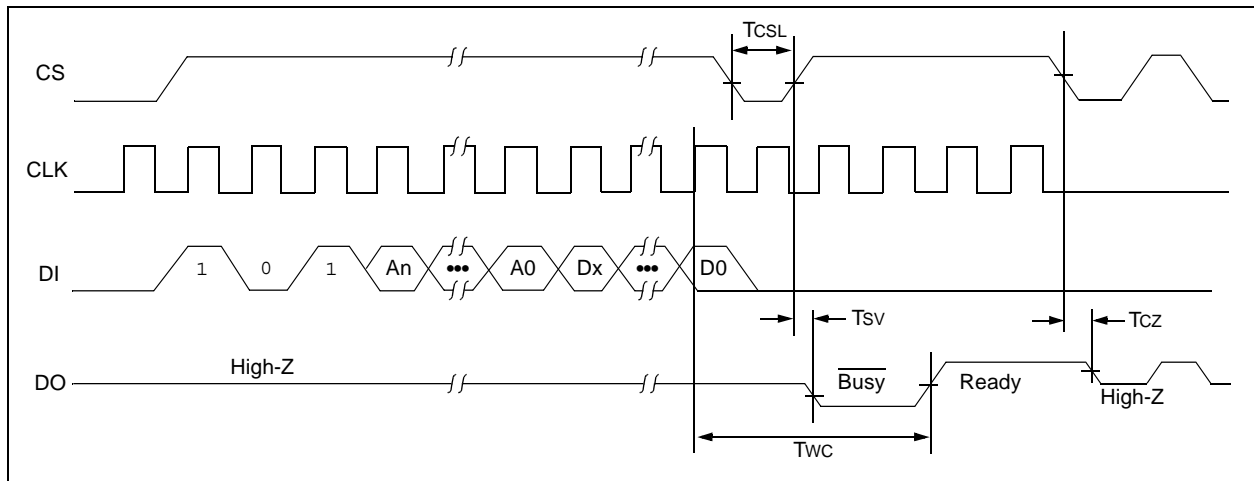 TCSL
CS
CLK
DI
1 0 1 An ••• A0 Dx ••• D0
TSV
TCZ
DO
High-Z
Busy
Ready
High-Z
TWC